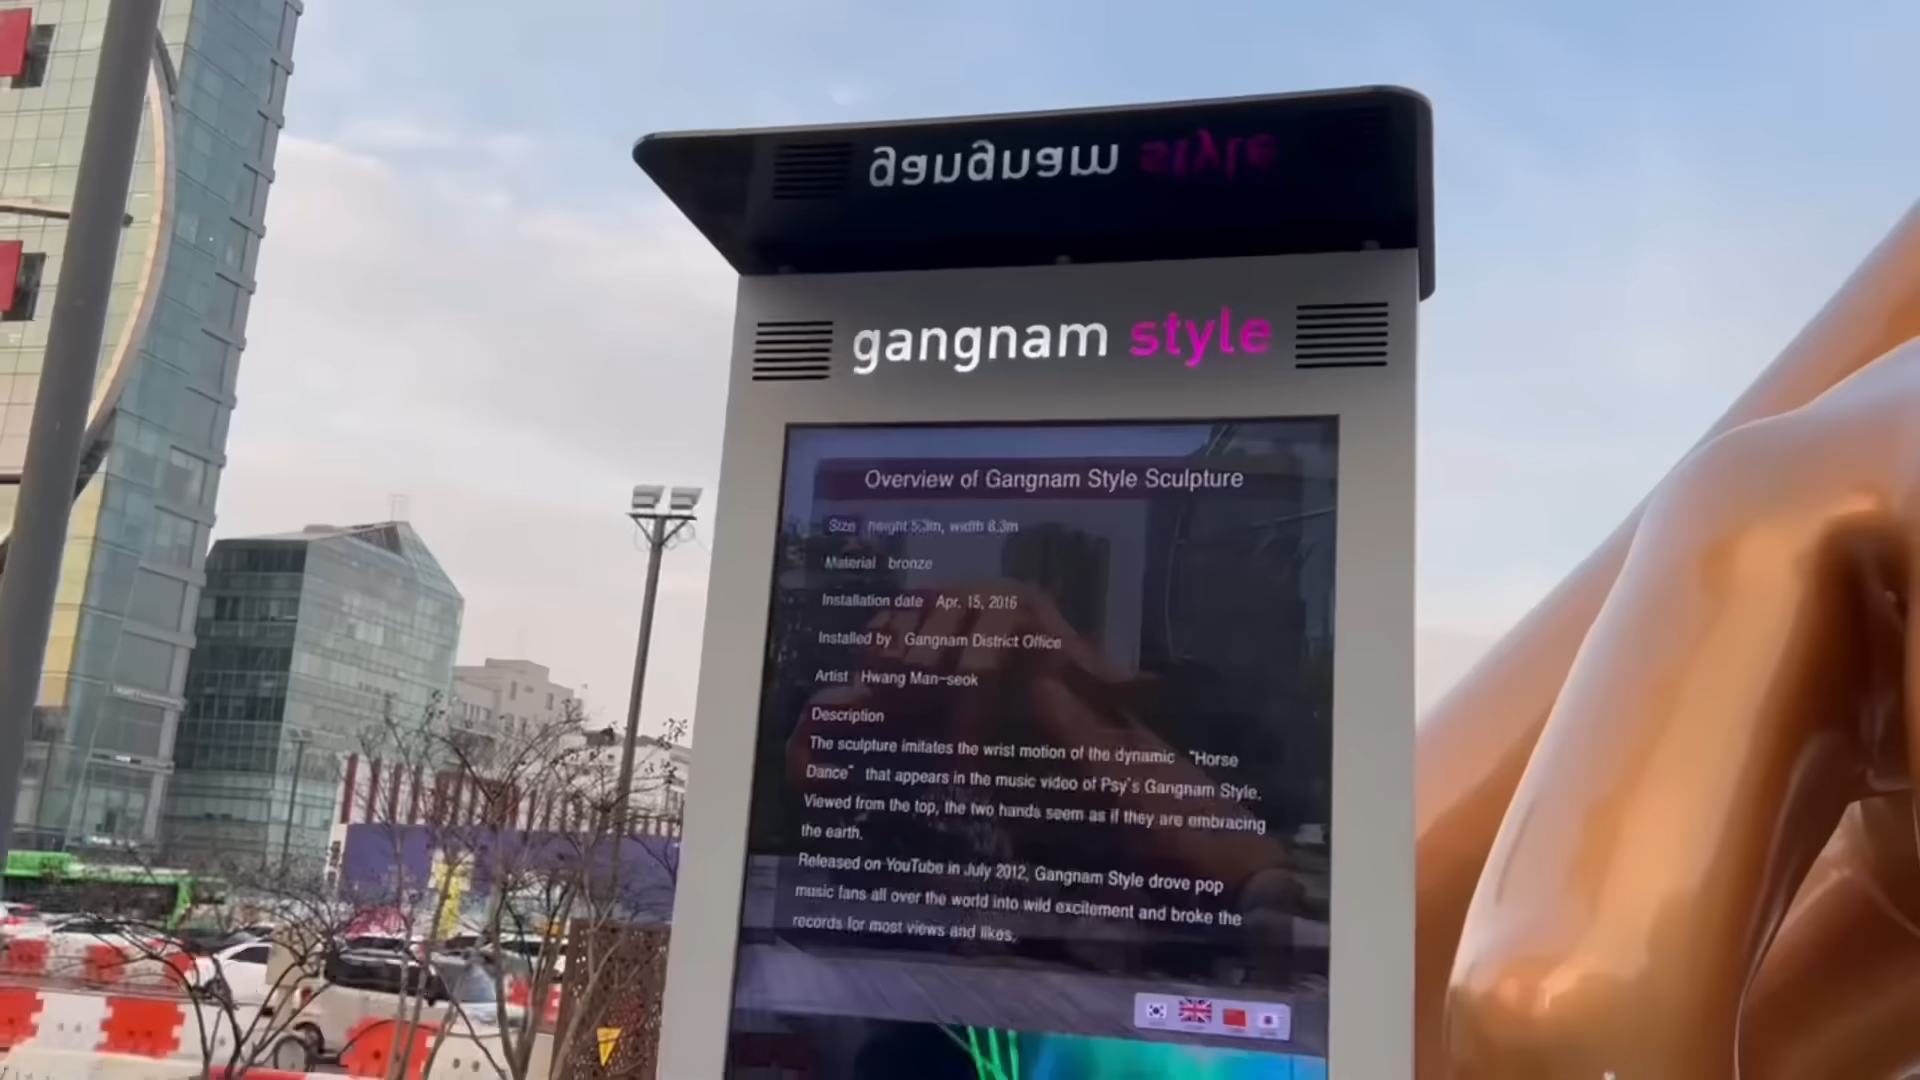 gangnam style
gangnam style
Overview of Gangnam Style Sculpture
Size height 5.3m, width 8.3m
Material bronze
Installation date Apr. 15, 2016
Installed by Gangnam District Office
Artist Hwang Man-seok
Description
The sculpture imitates the wrist motion of the dynamic "Horse
Dance" that appears in the music video of Psy's Gangnam Style.
Viewed from the top, the two hands seem as if they are embracing
the earth.
Released on YouTube in July 2012, Gangnam Style drove pop
music fans all over the world into wild excitement and broke the
records for most views and likes.